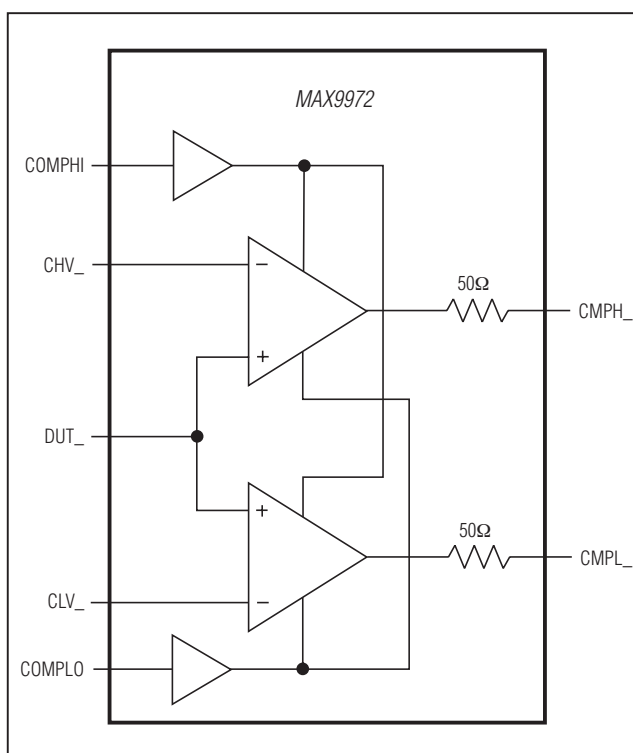 MAX9972
COMPHI
CHV_
−
50Ω
CMPH_
+
DUT_
+
50Ω
CMPL_
CLV_
−
COMPLO